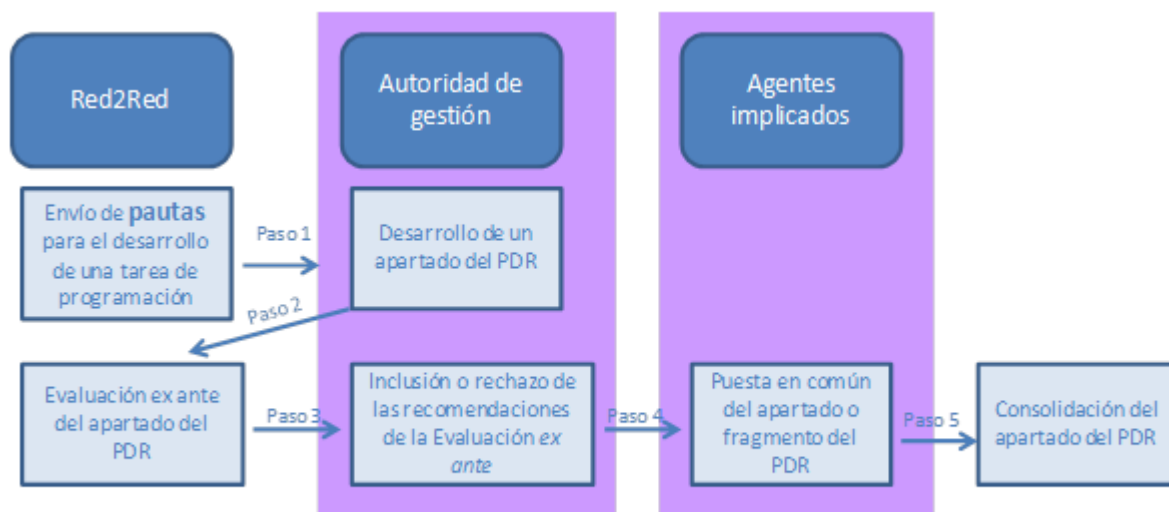 Red2Red
Autoridad de
gestión
Agentes
implicados
Envío de pautas
para el desarrollo
de una tarea de
programación
Paso 1
Desarrollo de un
apartado del PDR
Paso 2
Evaluación ex ante
del apartado del
PDR
Paso 3
Inclusión o rechazo de
las recomendaciones
de la Evaluación ex
ante
Paso 4
Puesta en común
del apartado o
fragmento del
PDR
Paso 5
Consolidación del
apartado del PDR